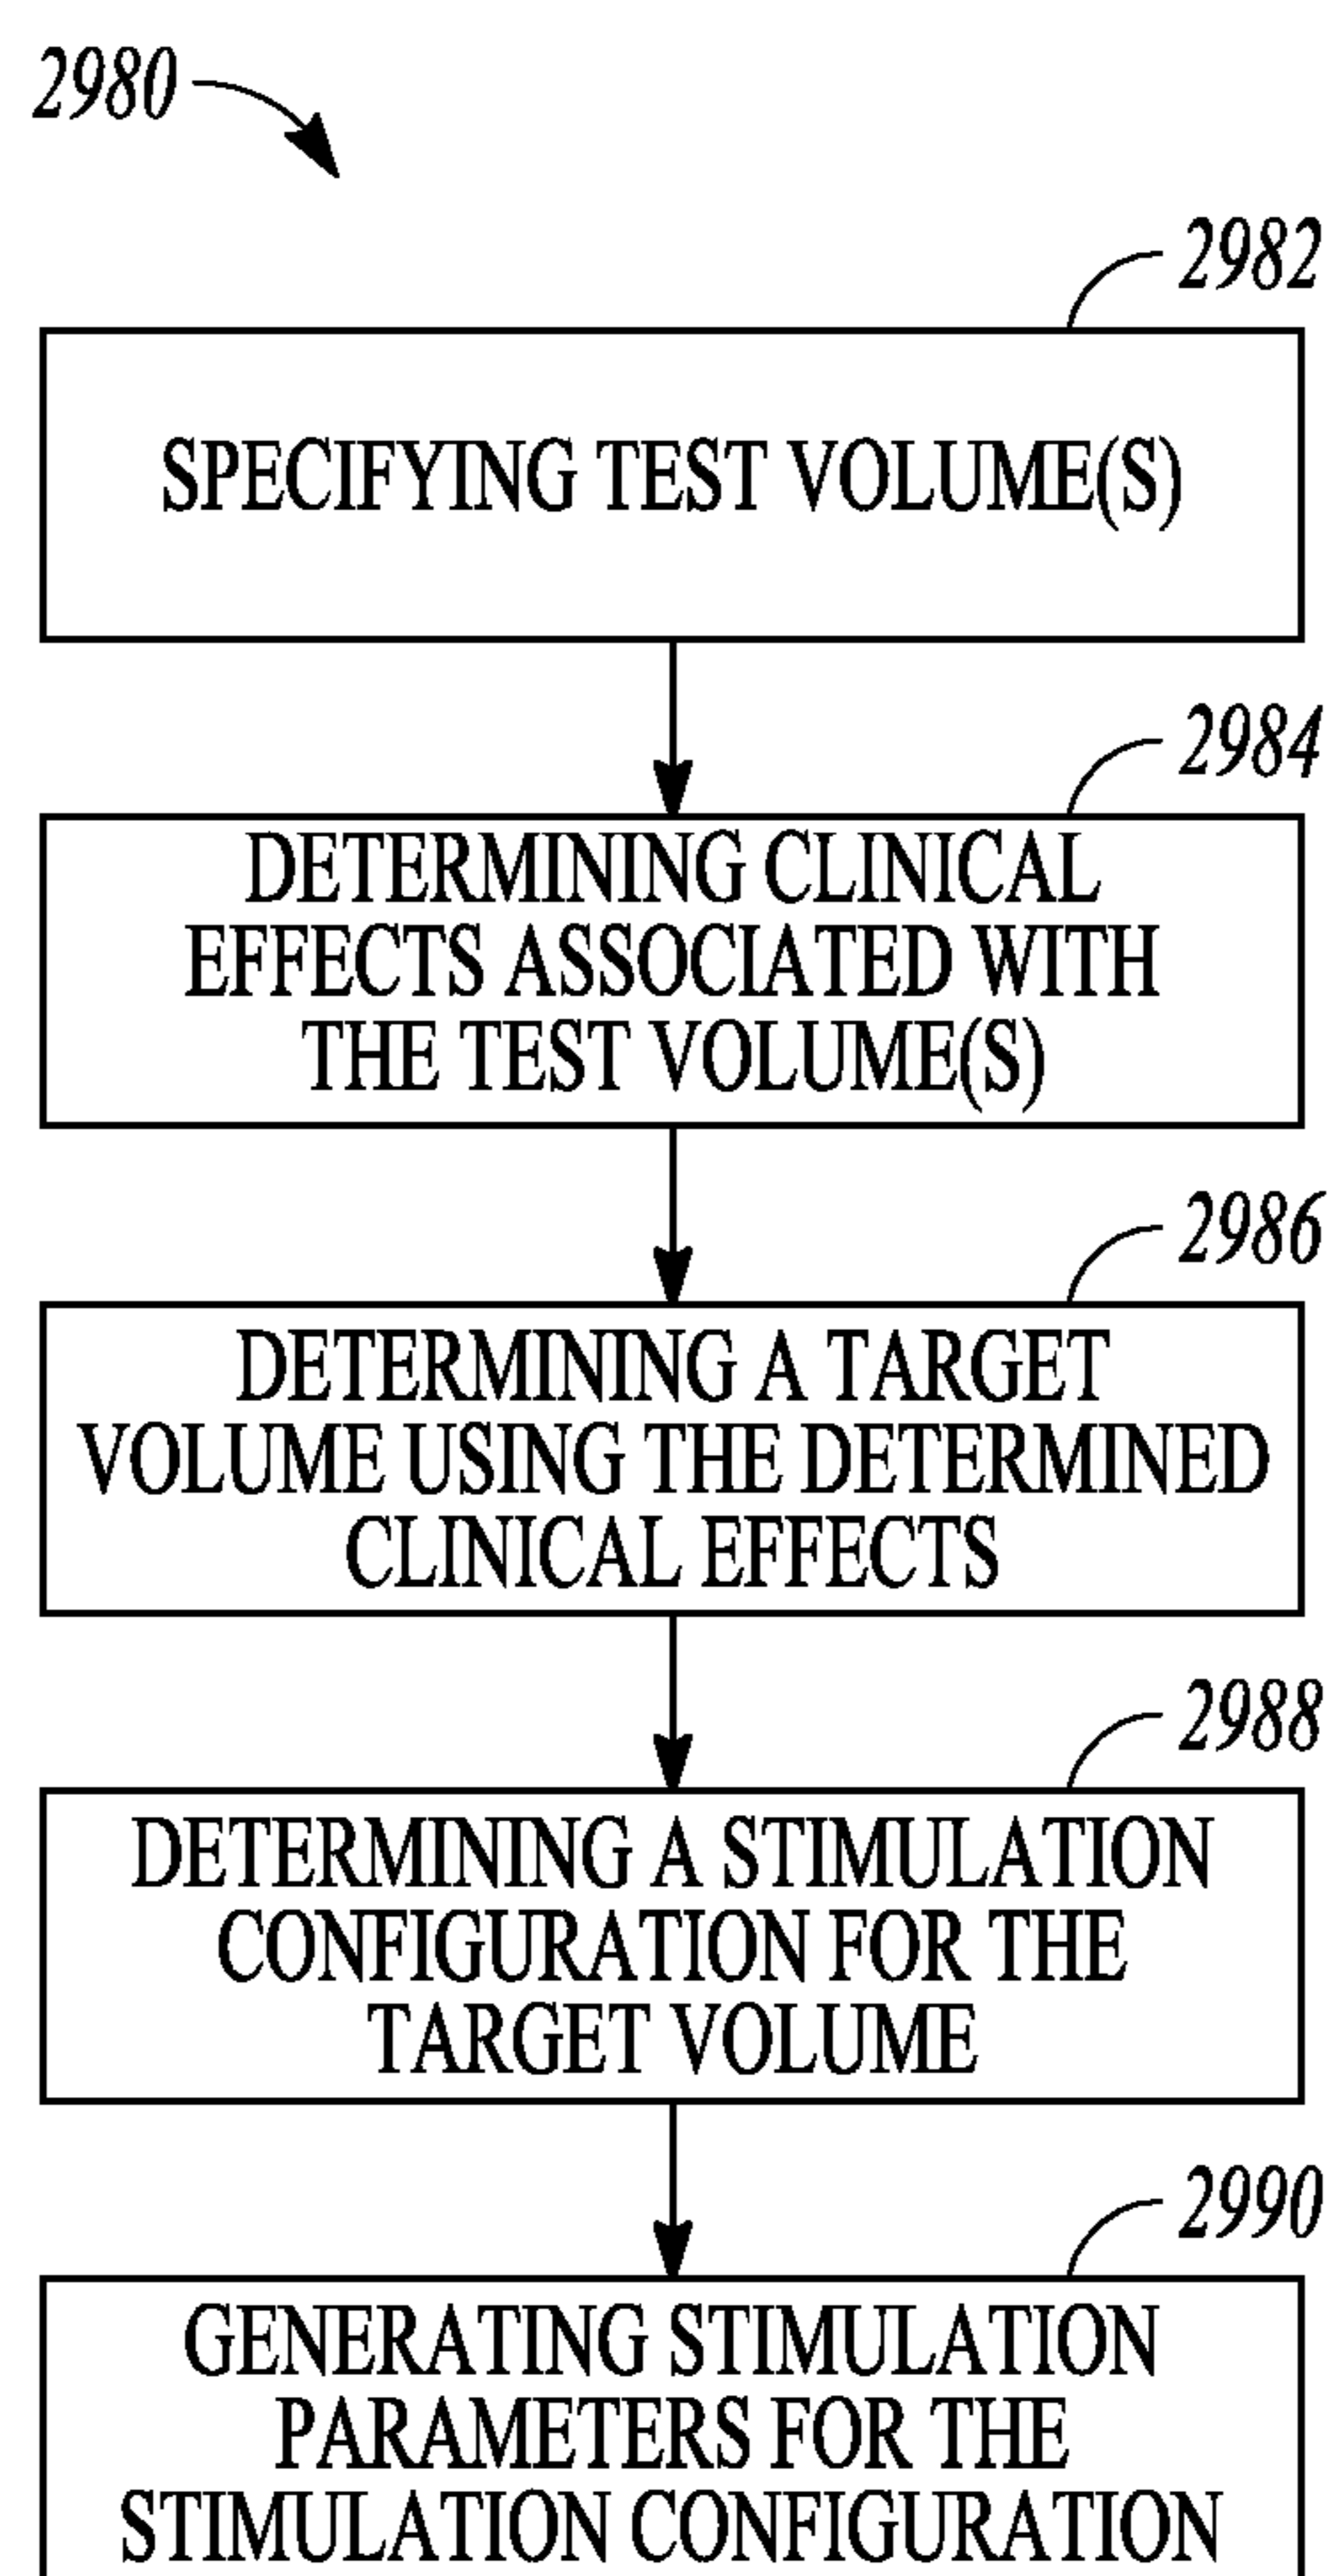 2980
2982
SPECIFYING TEST VOLUME(S)
2984
DETERMINING CLINICAL
EFFECTS ASSOCIATED WITH
THE TEST VOLUME(S)
2986
DETERMINING A TARGET
VOLUME USING THE DETERMINED
CLINICAL EFFECTS
2988
DETERMINING A STIMULATION
CONFIGURATION FOR THE
TARGET VOLUME
2990
GENERATING STIMULATION
PARAMETERS FOR THE
STIMULATION CONFIGURATION